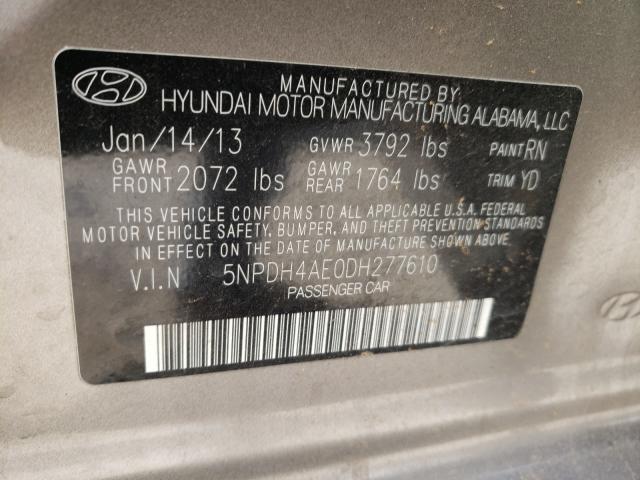 MANUFACTURED BY
HYUNDAI MOTOR MANUFACTURING ALABAMA, LLC
Jan/14/13 GVWR 3792 lbs PAINT RN
GAWR FRONT 2072 lbs GAWR REAR 1764 lbs TRIM YD
THIS VEHICLE CONFORMS TO ALL APPLICABLE U.S.A. FEDERAL
MOTOR VEHICLE SAFETY, BUMPER, AND THEFT PREVENTION STANDARDS
IN EFFECT ON THE DATE OF MANUFACTURE SHOWN ABOVE.
V.I.N 5NPDH4AE0DH277610
PASSENGER CAR